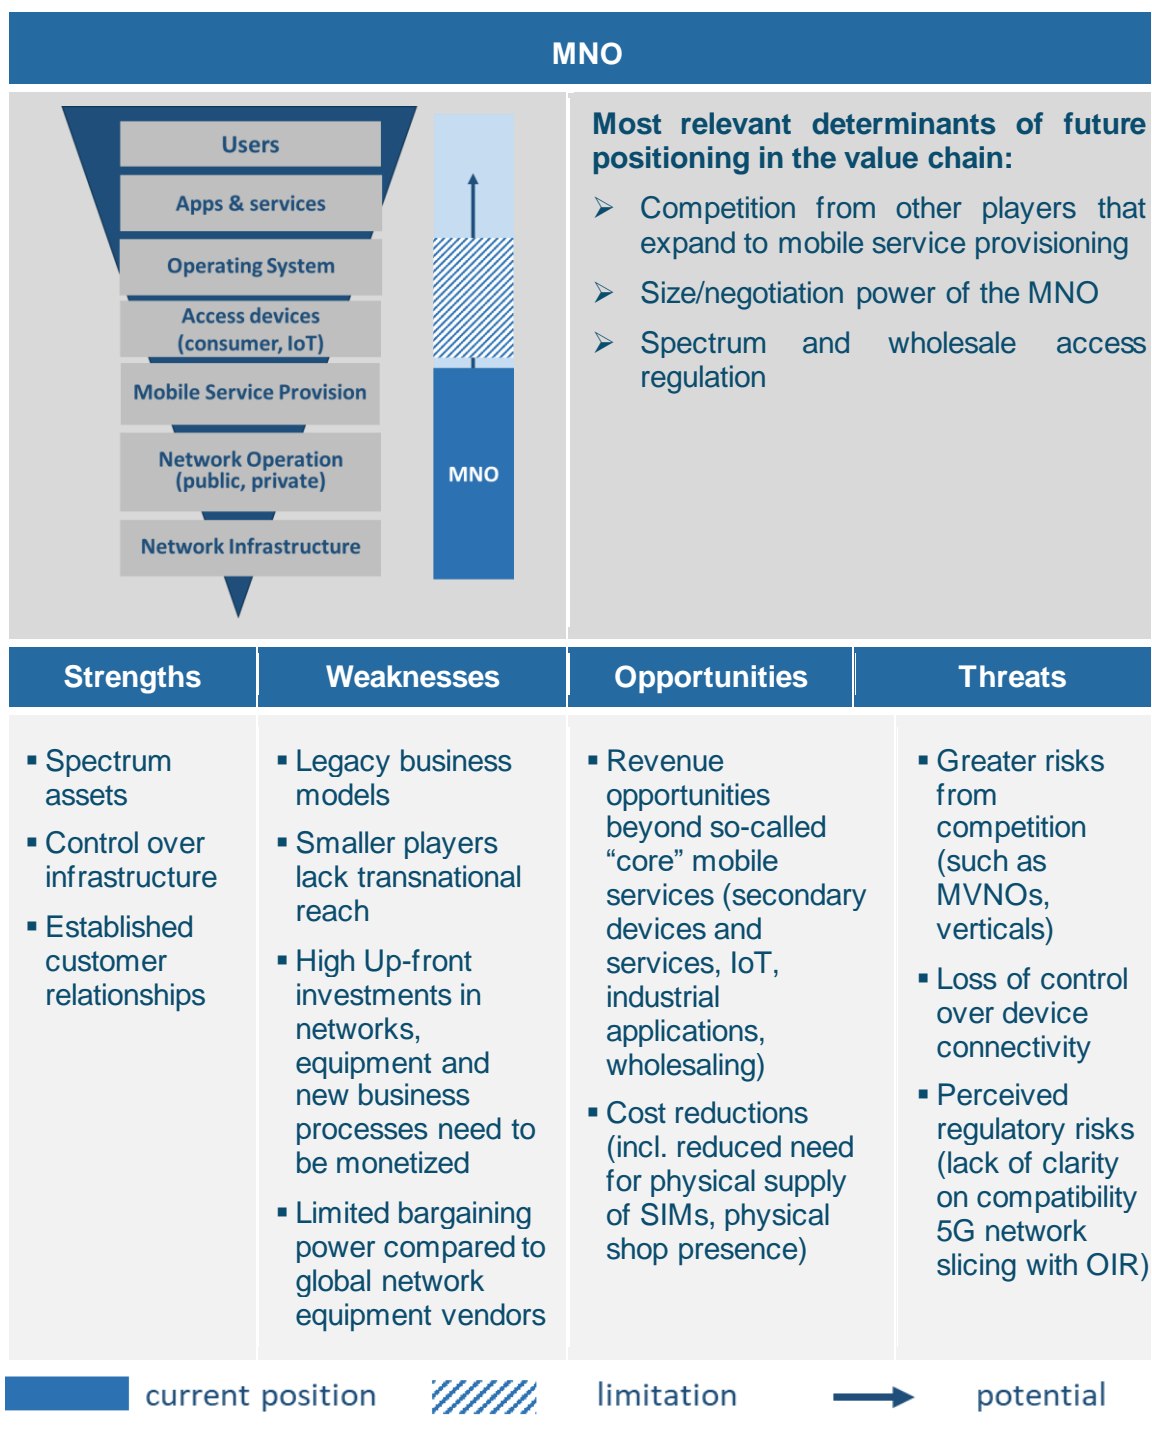 MNO
Users
Apps & services
Operating System
Access devices
(consumer, IoT)
Mobile Service Provision
Network Operation
(public, private)
Network Infrastructure
MNO
Most relevant determinants of future
positioning in the value chain:
➢ Competition from other players that
expand to mobile service provisioning
➢ Size/negotiation power of the MNO
➢ Spectrum and wholesale access
regulation
Strengths
Weaknesses
Opportunities
Threats
▪ Spectrum
assets
▪ Control over
infrastructure
▪ Established
customer
relationships
▪ Legacy business
models
▪ Smaller players
lack transnational
reach
▪ High Up-front
investments in
networks,
equipment and
new business
processes need to
be monetized
▪ Limited bargaining
power compared to
global network
equipment vendors
▪ Revenue
opportunities
beyond so-called
“core” mobile
services (secondary
devices and
services, IoT,
industrial
applications,
wholesaling)
▪ Cost reductions
(incl. reduced need
for physical supply
of SIMs, physical
shop presence)
▪ Greater risks
from
competition
(such as
MVNOs,
verticals)
▪ Loss of control
over device
connectivity
▪ Perceived
regulatory risks
(lack of clarity
on compatibility
5G network
slicing with OIR)
current position
limitation
potential